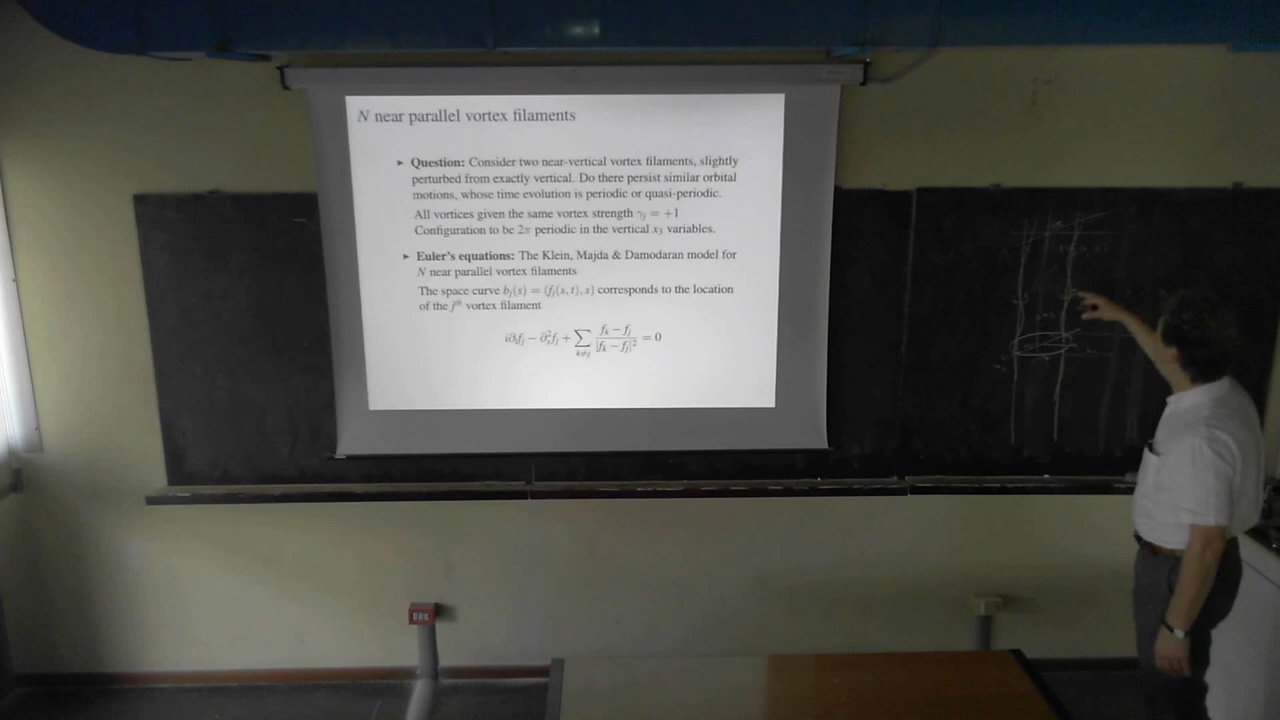 N near parallel vortex filaments
► Question: Consider two near-vertical vortex filaments, slightly
perturbed from exactly vertical. Do there persist similar orbital
motions, whose time evolution is periodic or quasi-periodic.
All vortices given the same vortex strength γⱼ = +1
Configuration to be 2π periodic in the vertical x₃ variables.
► Euler's equations: The Klein, Majda & Damodaran model for
N near parallel vortex filaments
The space curve bⱼ(s) = (fⱼ(s, t), s) corresponds to the location
of the jᵗʰ vortex filament
i∂ₜfⱼ − ∂ₛ²fⱼ + ∑_{k≠j} (fₖ − fⱼ)/|fₖ − fⱼ|² = 0